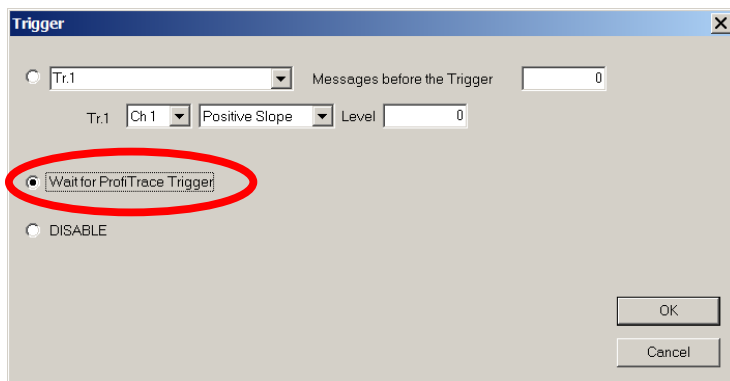 Trigger
Tr.1 Messages before the Trigger 0
Tr.1 Ch 1 Positive Slope Level 0
Wait for ProfiTrace Trigger
DISABLE
OK
Cancel